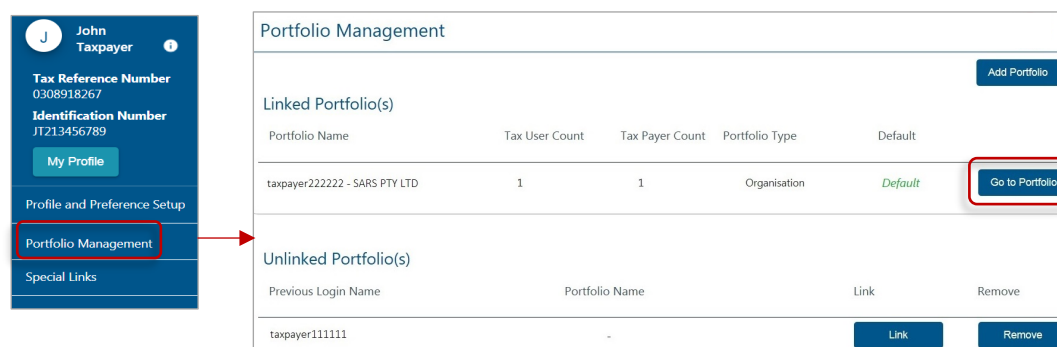 J
John
Taxpayer
i
Tax Reference Number
0308918267
Identification Number
JT213456789
My Profile
Profile and Preference Setup
Portfolio Management
Special Links
Portfolio Management
Add Portfolio
Linked Portfolio(s)
Portfolio Name Tax User Count Tax Payer Count Portfolio Type Default
taxpayer222222 - SARS PTY LTD 1 1 Organisation Default Go to Portfolio
Unlinked Portfolio(s)
Previous Login Name Portfolio Name Link Remove
taxpayer111111 - Link Remove